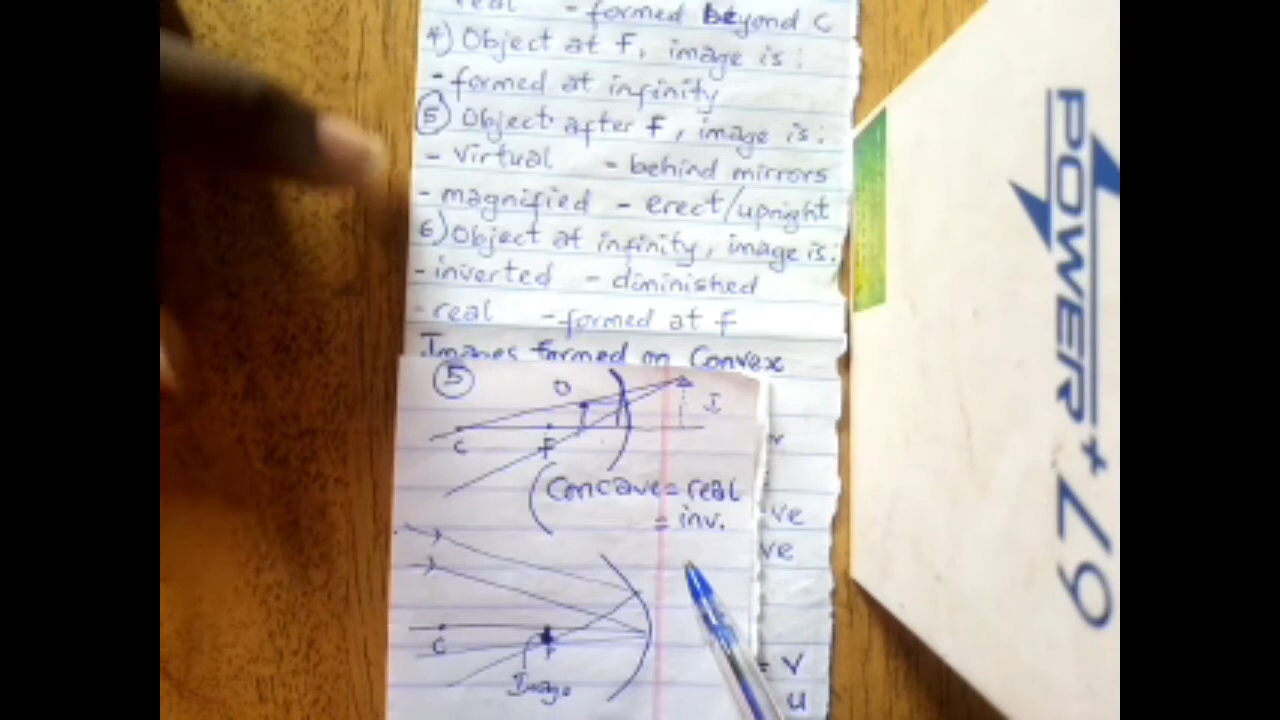 real - formed beyond C
4) Object at F, image is:
- formed at infinity
5) Object after F, image is:
- virtual - behind mirrors
- magnified - erect/upright
6) Object at infinity, image is:
- inverted - diminished
- real - formed at F
Images formed on Convex
5
O
I
C
F
(Concave = real
= inv.
ve
ve
C
F
Image
= v
u
POWER+ L9